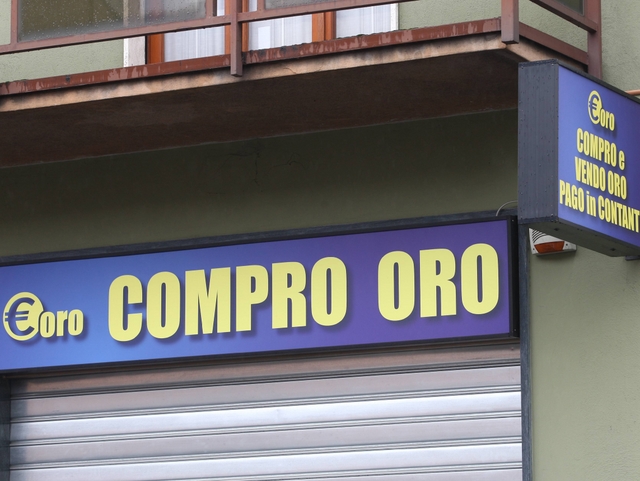 €oro COMPRO ORO
€oro
COMPRO e
VENDO ORO
PAGO in CONTANT